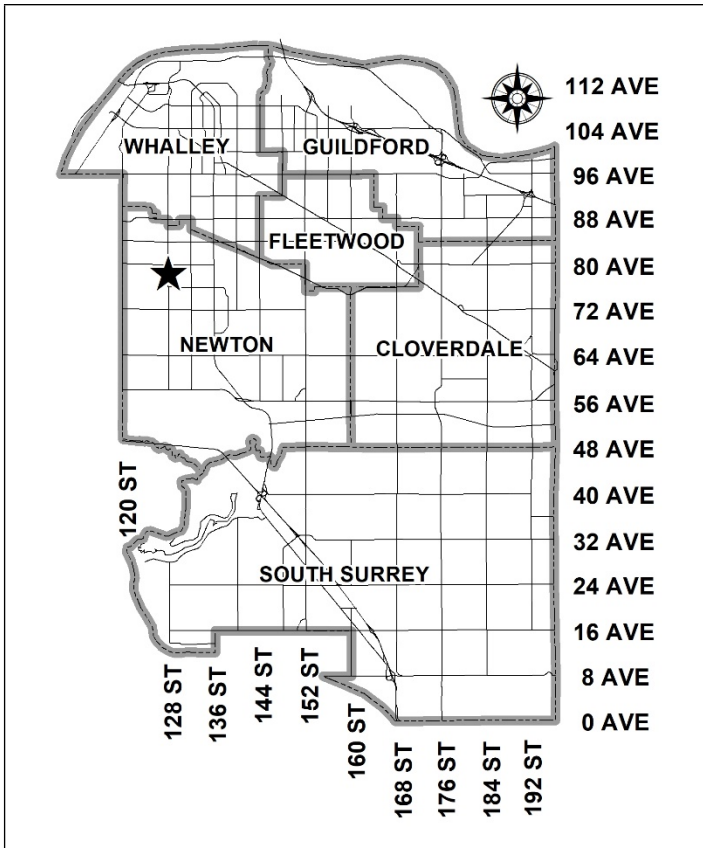 112 AVE
104 AVE
WHALLEY
GUILDFORD
96 AVE
88 AVE
FLEETWOOD
80 AVE
72 AVE
NEWTON
CLOVERDALE
64 AVE
56 AVE
48 AVE
120 ST
40 AVE
32 AVE
SOUTH SURREY
24 AVE
16 AVE
8 AVE
0 AVE
128 ST
136 ST
144 ST
152 ST
160 ST
168 ST
176 ST
184 ST
192 ST